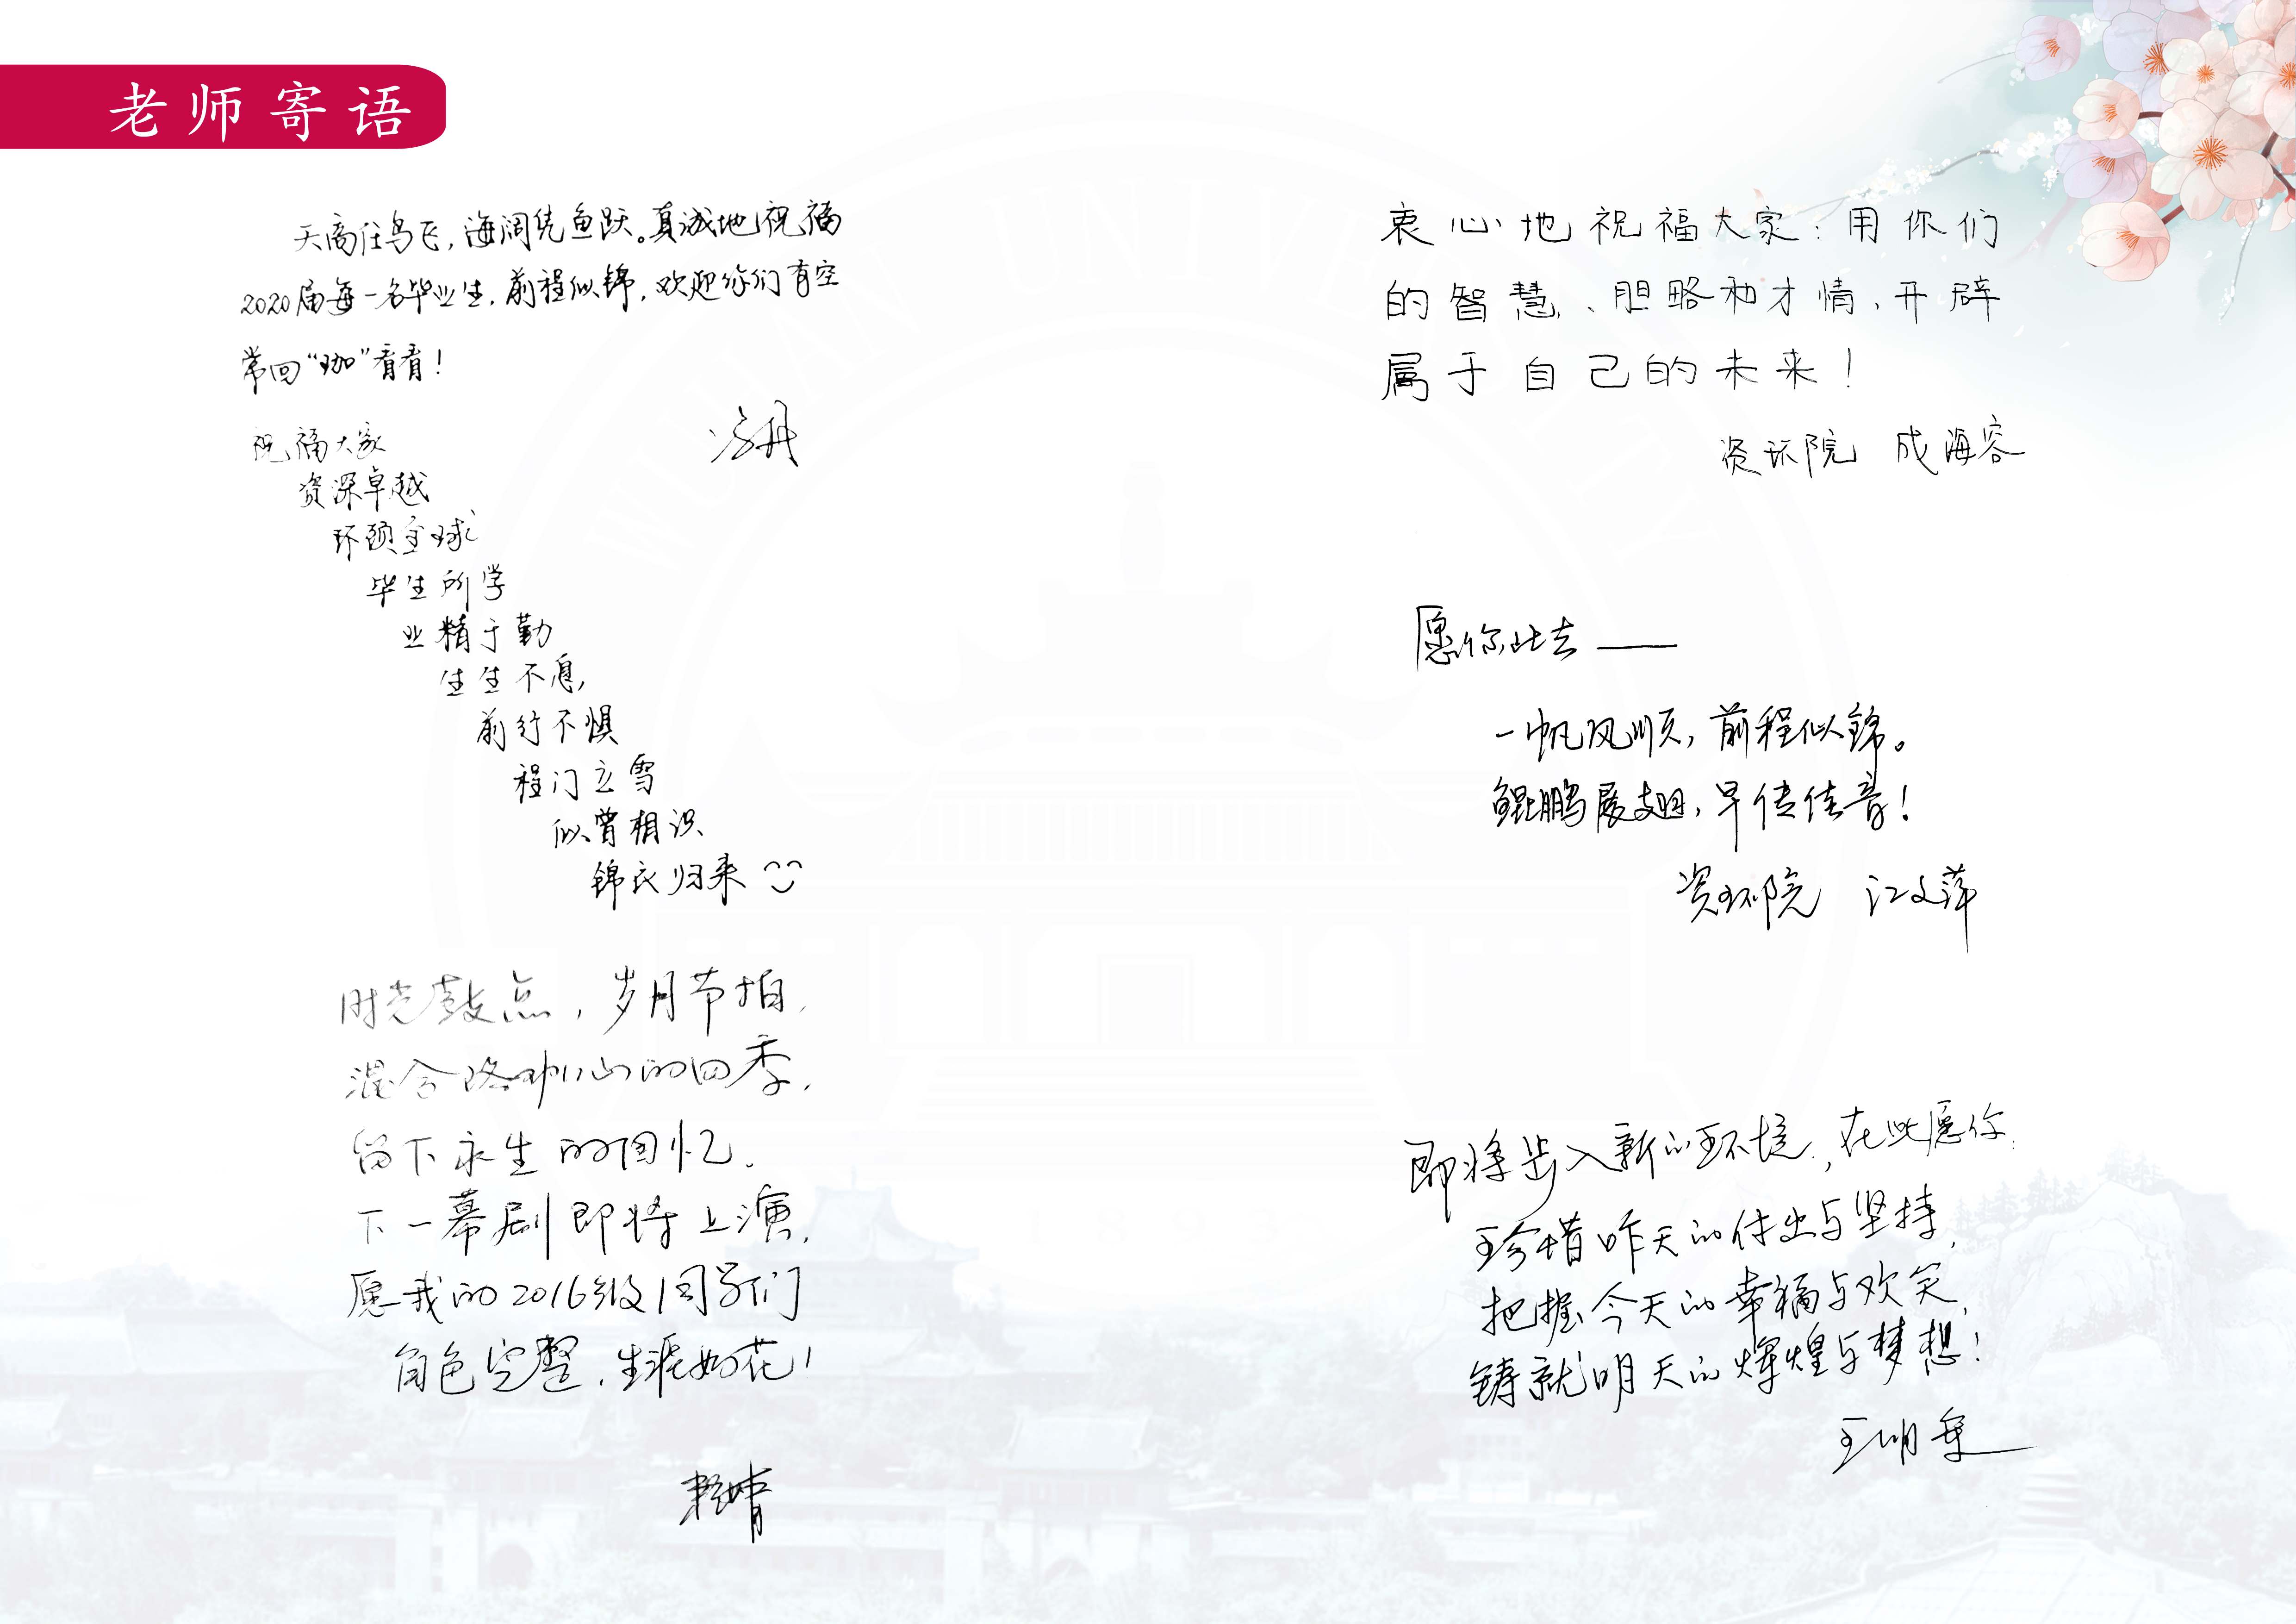 老师寄语
天高任鸟飞，海阔凭鱼跃。真诚地祝福
2020届每一名毕业生，前程似锦，欢迎你们有空
常回“珈”看看！
祝福大家
资深卓越
环顾全球
毕生所学
业精于勤
生生不息，
前行不惧
程门立雪
似曾相识
锦衣归来
时光鼓点，岁月节拍，
混合珞珈山的四季，
留下永生的回忆。
下一幕剧即将上演，
愿我的2016级同学们
角色完整，生涯如花！
衷心地祝福大家：用你们
的智慧、胆略和才情，开辟
属于自己的未来！
资环院 成海容
愿你此去——
一帆风顺，前程似锦。
鲲鹏展翅，早传佳音！
资环院 江文萍
即将步入新的环境，在此愿你：
珍惜昨天的付出与坚持，
把握今天的幸福与欢笑，
铸就明天的辉煌与梦想！